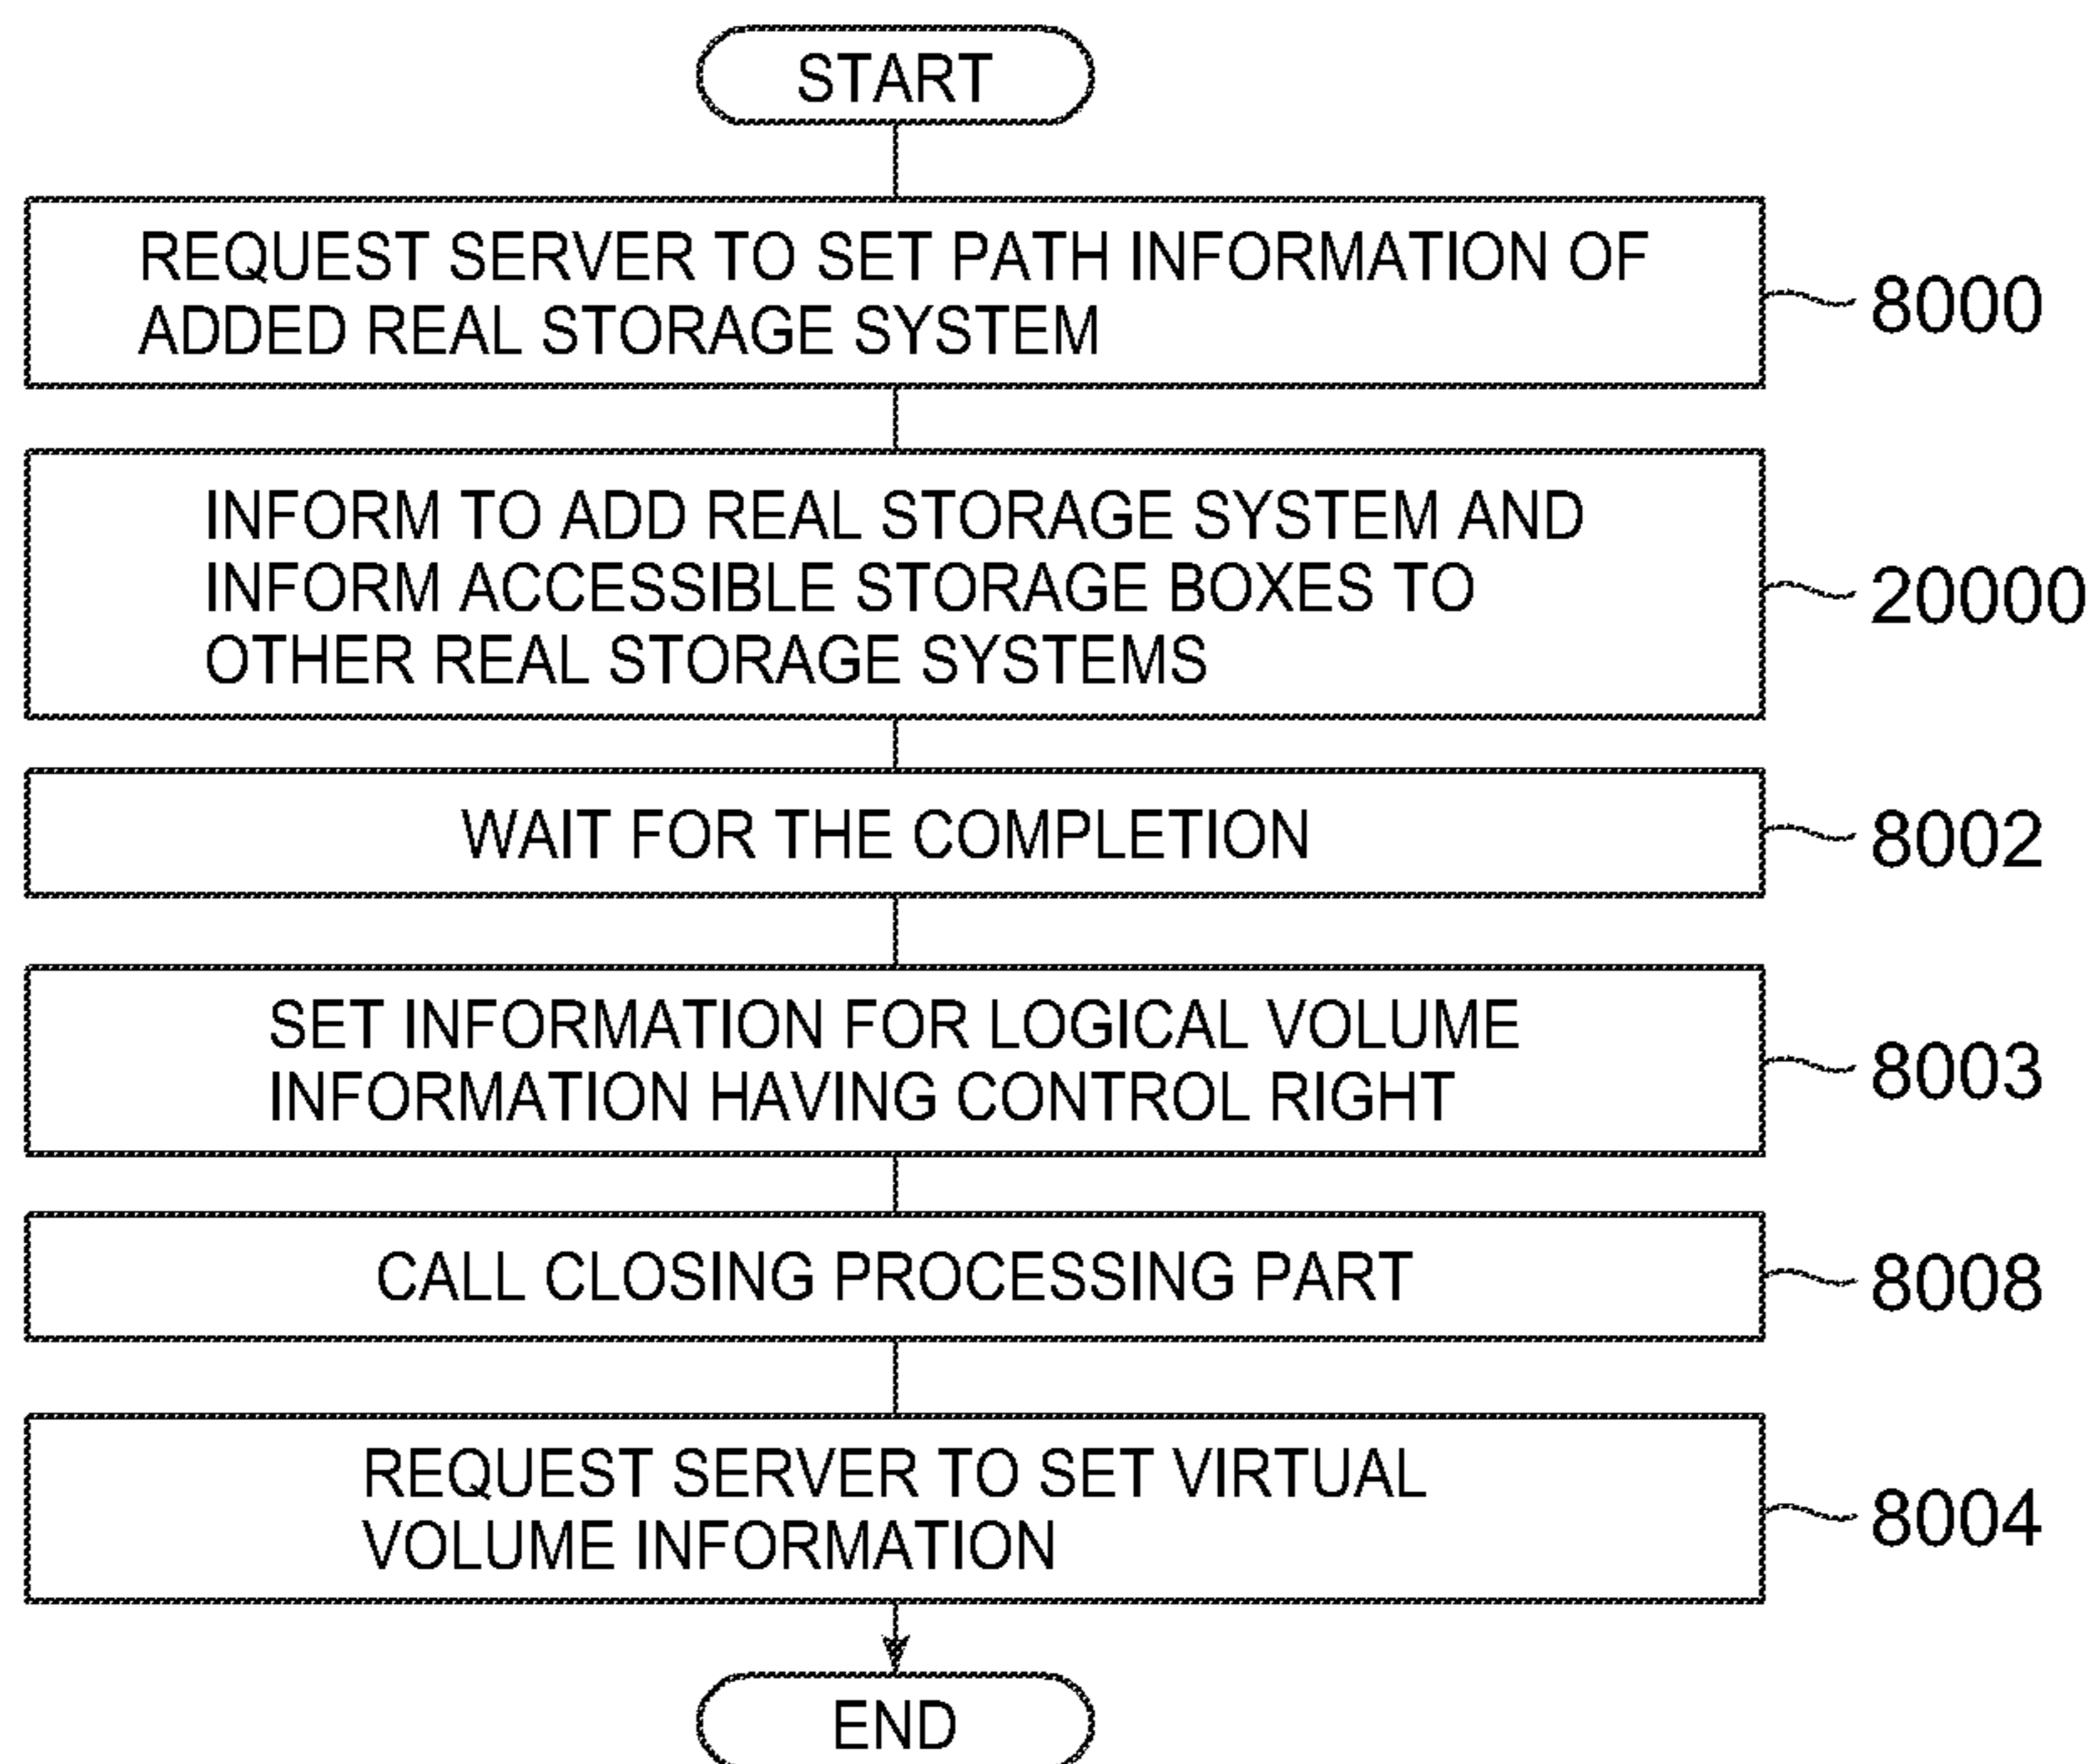 START
REQUEST SERVER TO SET PATH INFORMATION OF
ADDED REAL STORAGE SYSTEM
8000
INFORM TO ADD REAL STORAGE SYSTEM AND
INFORM ACCESSIBLE STORAGE BOXES TO
OTHER REAL STORAGE SYSTEMS
20000
WAIT FOR THE COMPLETION
8002
SET INFORMATION FOR LOGICAL VOLUME
INFORMATION HAVING CONTROL RIGHT
8003
CALL CLOSING PROCESSING PART
8008
REQUEST SERVER TO SET VIRTUAL
VOLUME INFORMATION
8004
END